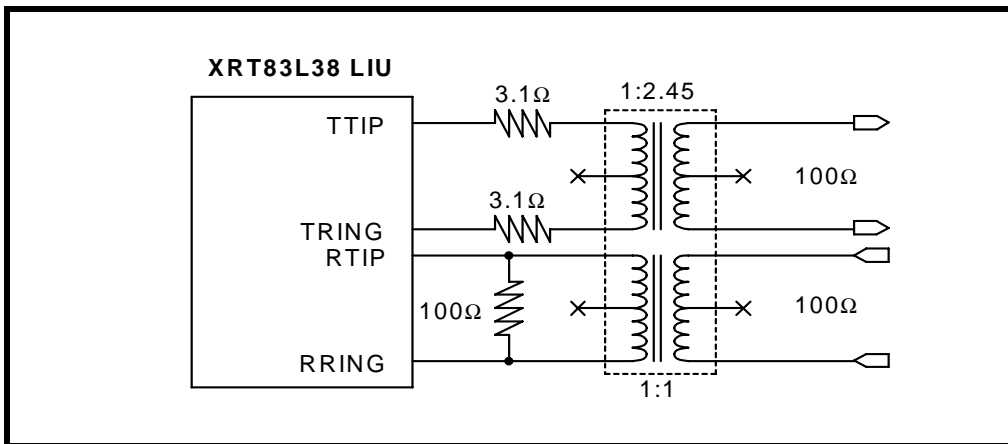 XRT83L38 LIU
3.1Ω
1:2.45
TTIP
100Ω
3.1Ω
TRING
RTIP
100Ω
100Ω
RRING
1:1